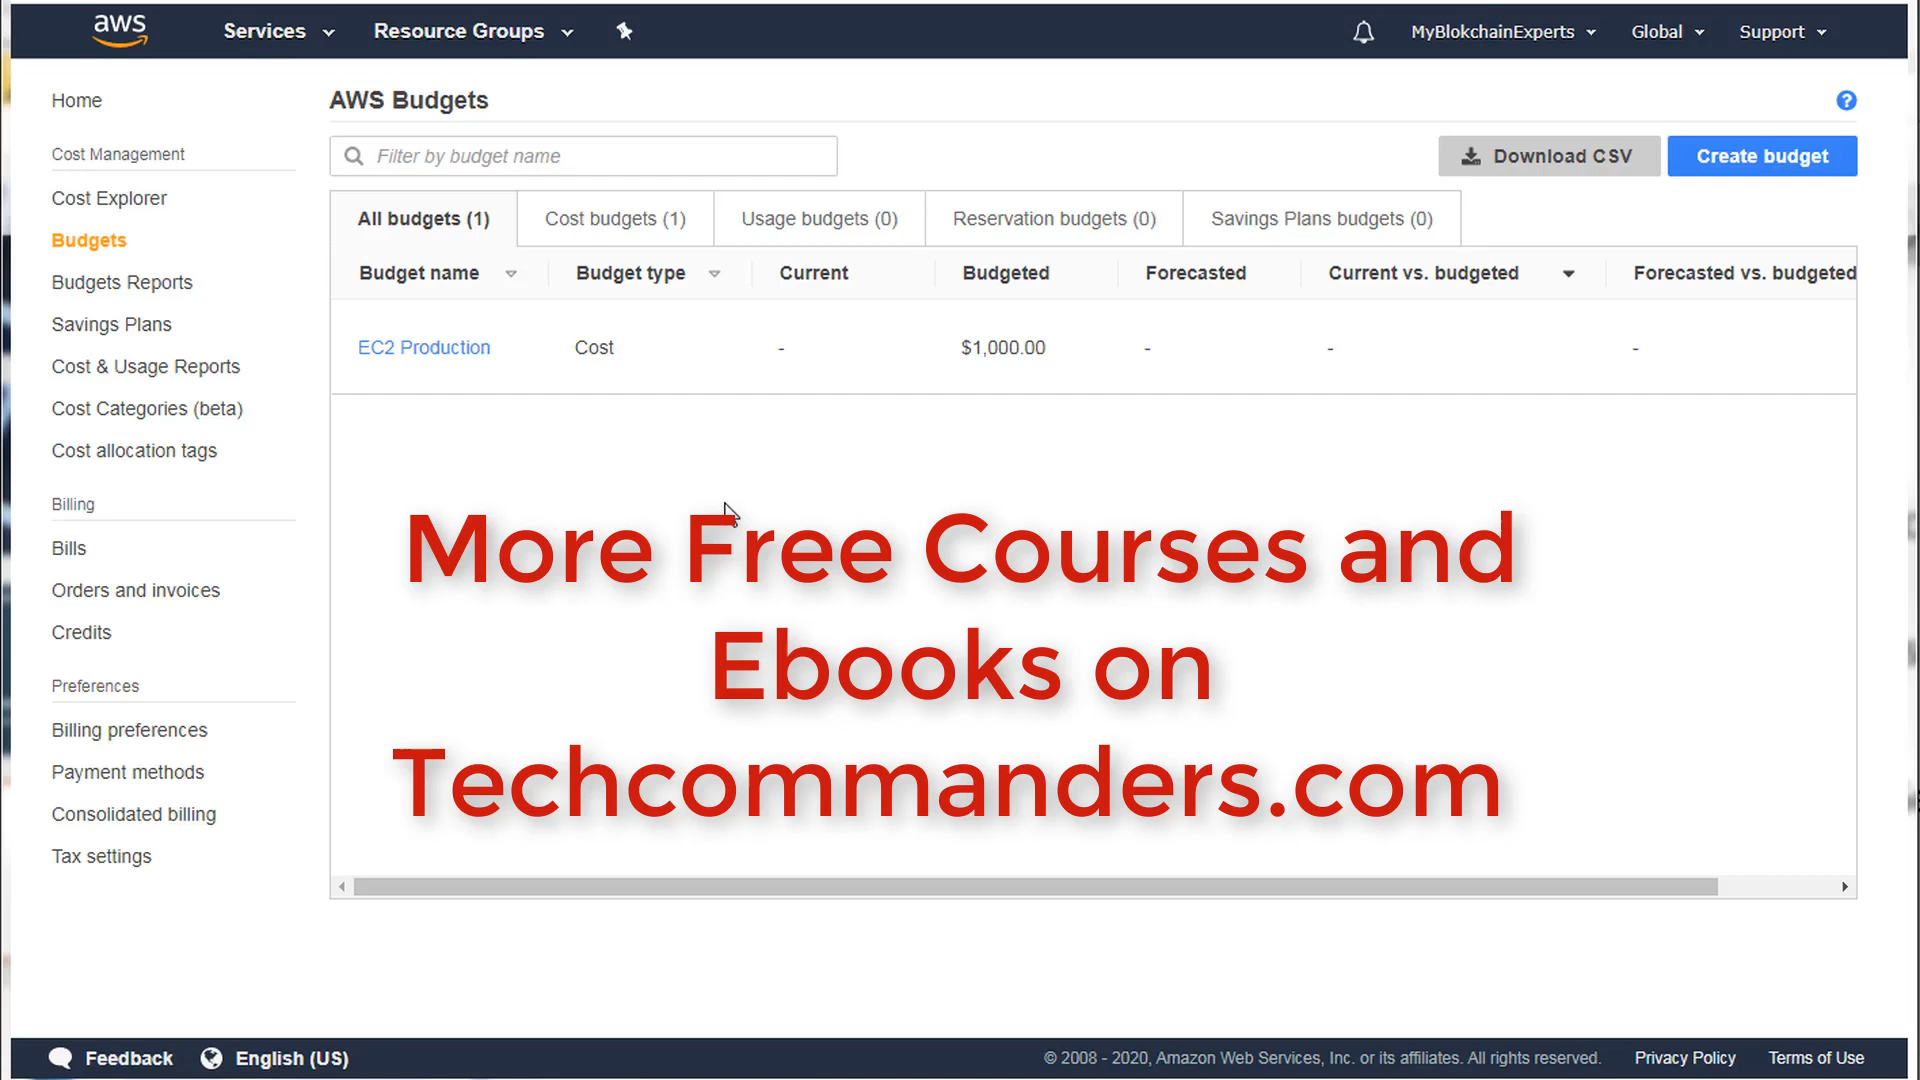 aws Services Resource Groups MyBlokchainExperts Global Support
Home
Cost Management
Cost Explorer
Budgets
Budgets Reports
Savings Plans
Cost & Usage Reports
Cost Categories (beta)
Cost allocation tags
Billing
Bills
Orders and invoices
Credits
Preferences
Billing preferences
Payment methods
Consolidated billing
Tax settings
AWS Budgets
?
Filter by budget name
Download CSV
Create budget
All budgets (1) Cost budgets (1) Usage budgets (0) Reservation budgets (0) Savings Plans budgets (0)
Budget name Budget type Current Budgeted Forecasted Current vs. budgeted Forecasted vs. budgeted
EC2 Production Cost - $1,000.00 - - -
More Free Courses and
Ebooks on
Techcommanders.com
Feedback English (US) © 2008 - 2020, Amazon Web Services, Inc. or its affiliates. All rights reserved. Privacy Policy Terms of Use